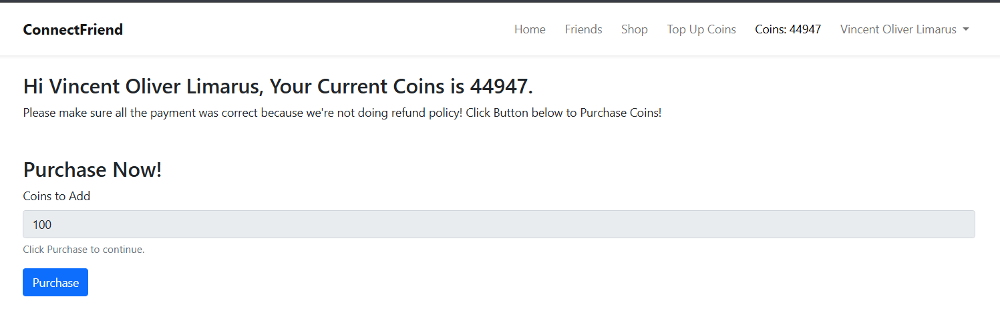 ConnectFriend Home Friends Shop Top Up Coins Coins: 44947 Vincent Oliver Limarus
Hi Vincent Oliver Limarus, Your Current Coins is 44947.
Please make sure all the payment was correct because we're not doing refund policy! Click Button below to Purchase Coins!
Purchase Now!
Coins to Add
100
Click Purchase to continue.
Purchase